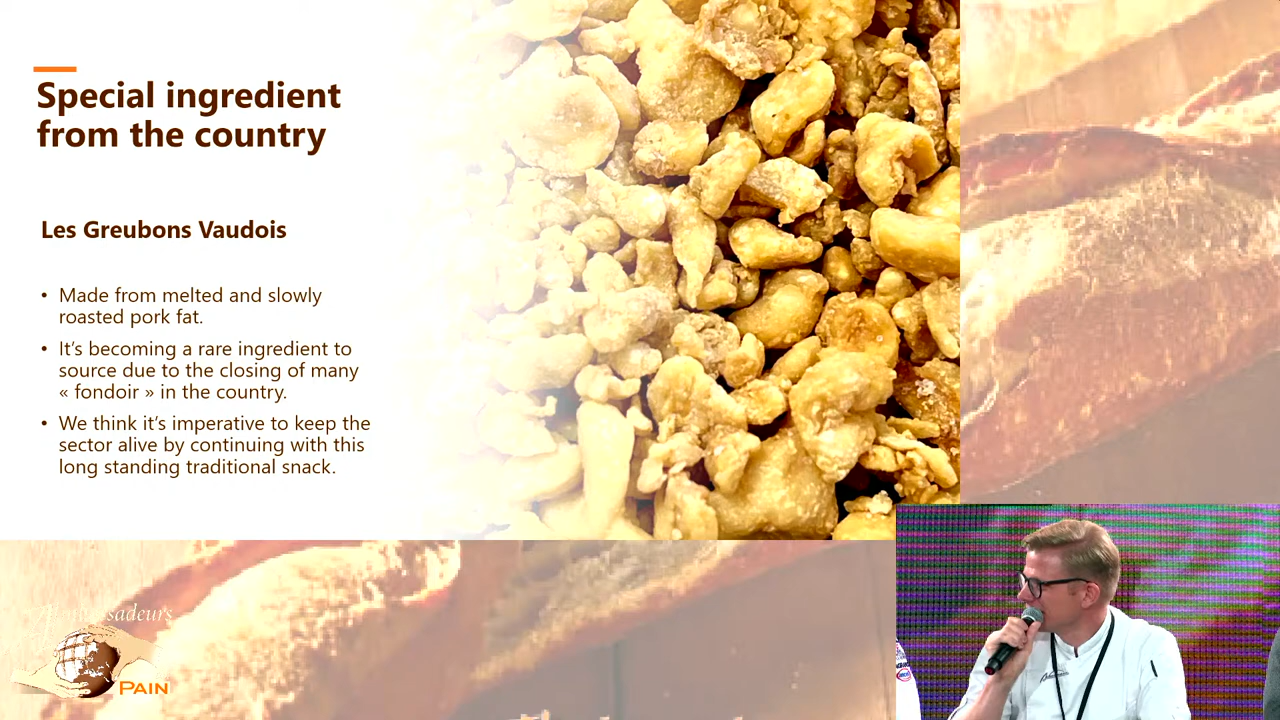 Special ingredient
from the country
Les Greubons Vaudois
• Made from melted and slowly
roasted pork fat.
• It’s becoming a rare ingredient to
source due to the closing of many
« fondoir » in the country.
• We think it’s imperative to keep the
sector alive by continuing with this
long standing traditional snack.
Ambassadeurs
PAIN